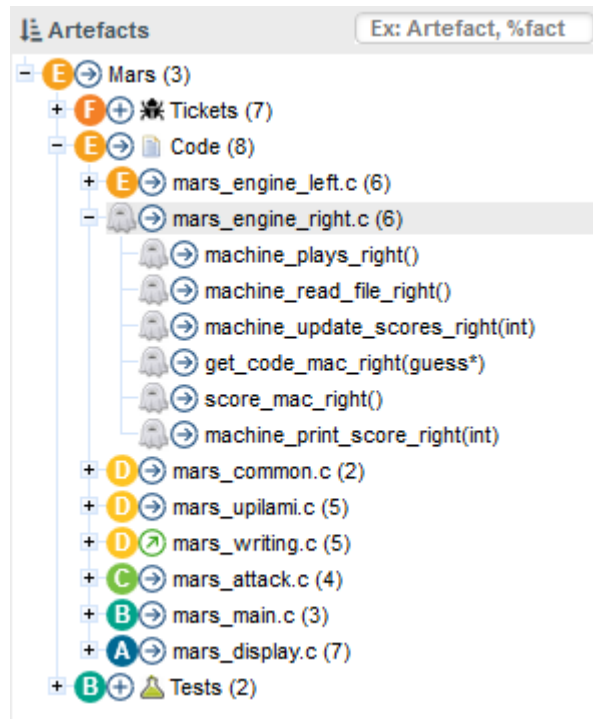 Artefacts Ex: Artefact, %fact
E Mars (3)
F Tickets (7)
E Code (8)
E mars_engine_left.c (6)
mars_engine_right.c (6)
machine_plays_right()
machine_read_file_right()
machine_update_scores_right(int)
get_code_mac_right(guess*)
score_mac_right()
machine_print_score_right(int)
D mars_common.c (2)
D mars_upilami.c (5)
D mars_writing.c (5)
C mars_attack.c (4)
B mars_main.c (3)
A mars_display.c (7)
B Tests (2)